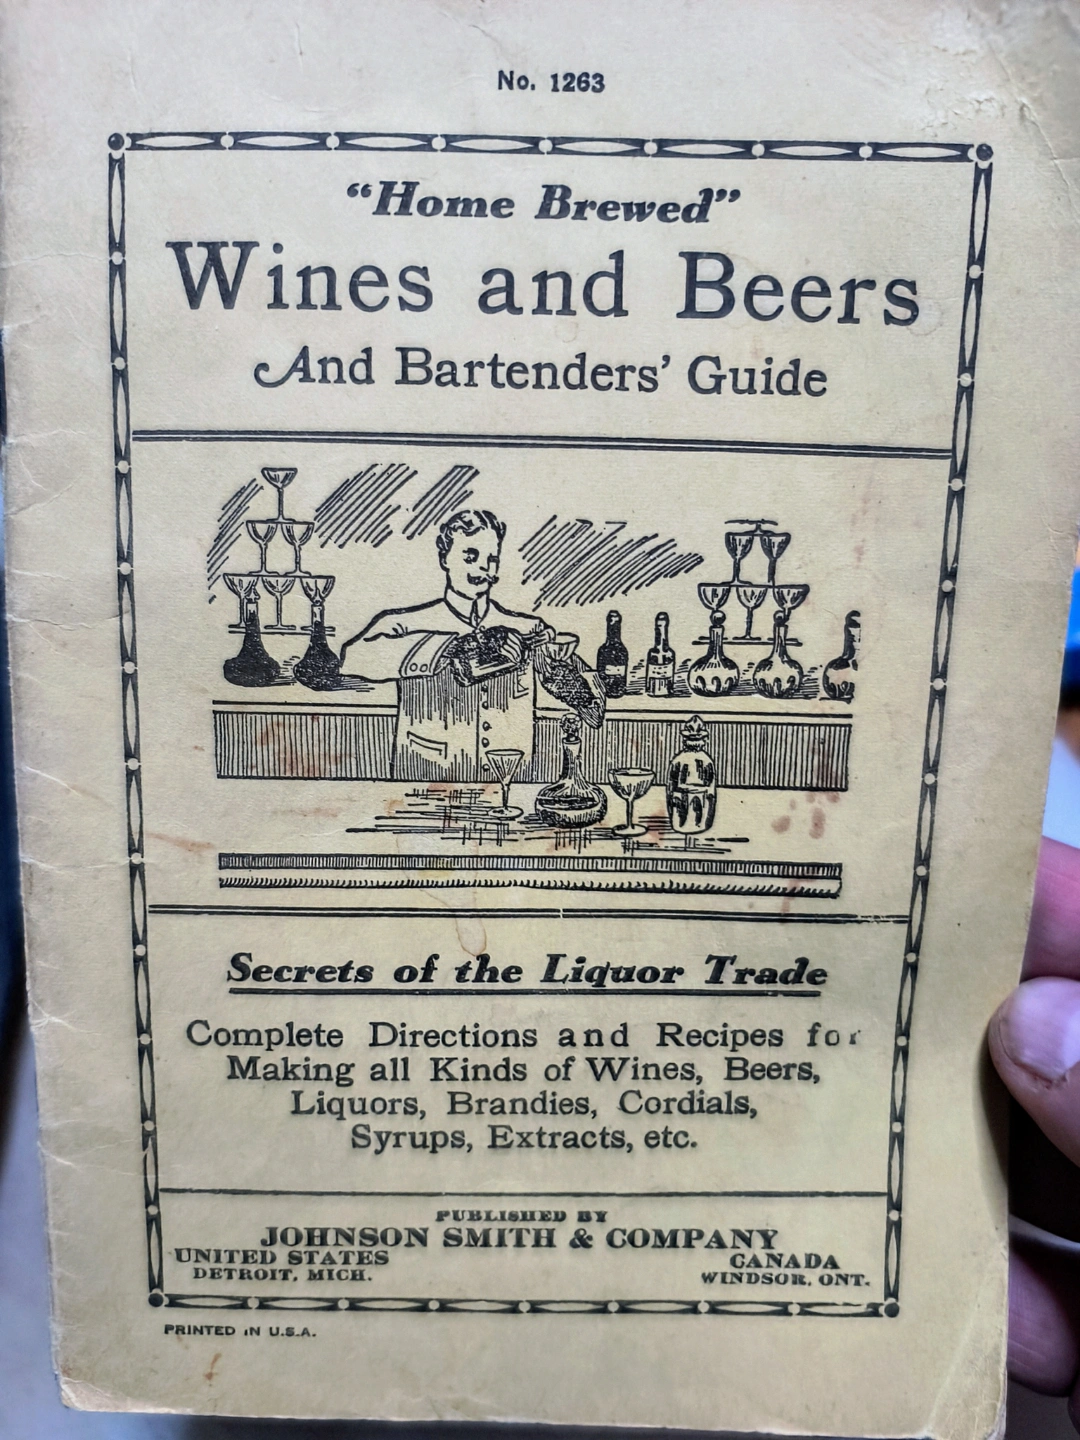 No. 1263
“Home Brewed”
Wines and Beers
And Bartenders’ Guide
Secrets of the Liquor Trade
Complete Directions and Recipes for
Making all Kinds of Wines, Beers,
Liquors, Brandies, Cordials,
Syrups, Extracts, etc.
PUBLISHED BY
JOHNSON SMITH & COMPANY
UNITED STATES
DETROIT, MICH.
CANADA
WINDSOR, ONT.
PRINTED IN U.S.A.